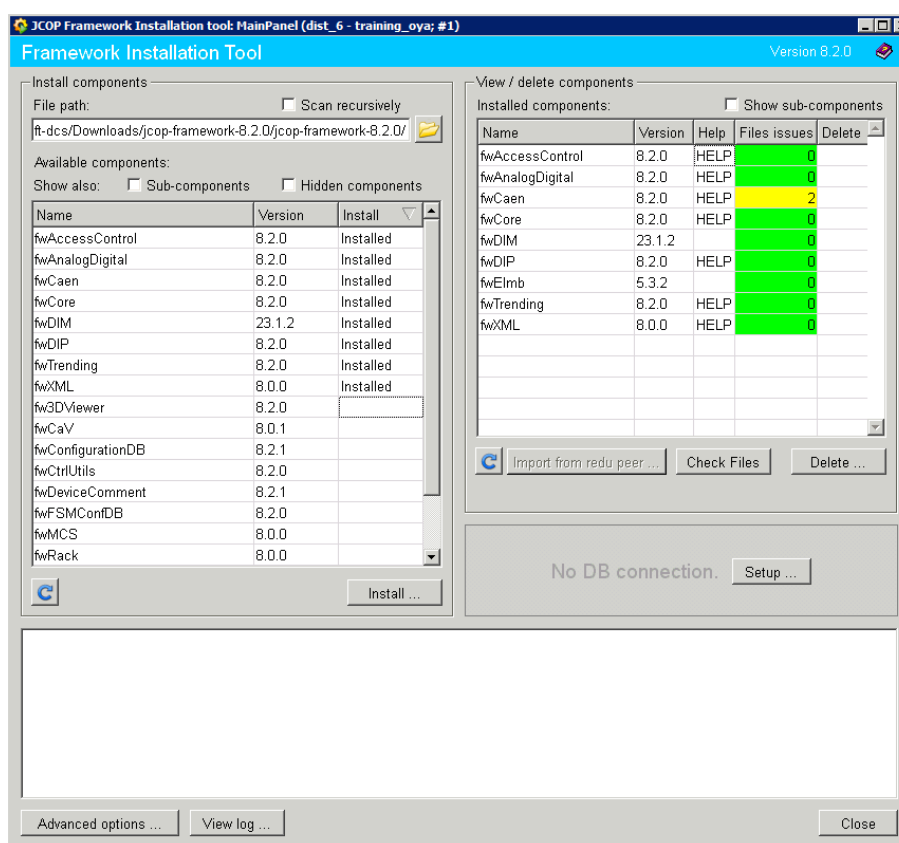 JCOP Framework Installation tool: MainPanel (dist_6 - training_oya; #1)
Framework Installation Tool
Version 8.2.0
Install components
File path:
Scan recursively
ft-dcs/Downloads/jcop-framework-8.2.0/jcop-framework-8.2.0/
Available components:
Show also:
Sub-components
Hidden components
Name Version Install
fwAccessControl 8.2.0 Installed
fwAnalogDigital 8.2.0 Installed
fwCaen 8.2.0 Installed
fwCore 8.2.0 Installed
fwDIM 23.1.2 Installed
fwDIP 8.2.0 Installed
fwTrending 8.2.0 Installed
fwXML 8.0.0 Installed
fw3DViewer 8.2.0
fwCaV 8.0.1
fwConfigurationDB 8.2.1
fwCtrlUtils 8.2.0
fwDeviceComment 8.2.1
fwFSMConfDB 8.2.0
fwMCS 8.0.0
fwRack 8.0.0
Install ...
View / delete components
Installed components:
Show sub-components
Name Version Help Files issues Delete
fwAccessControl 8.2.0 HELP 0
fwAnalogDigital 8.2.0 HELP 0
fwCaen 8.2.0 HELP 2
fwCore 8.2.0 HELP 0
fwDIM 23.1.2 0
fwDIP 8.2.0 HELP 0
fwElmb 5.3.2 0
fwTrending 8.2.0 HELP 0
fwXML 8.0.0 HELP 0
Import from redu peer ...
Check Files
Delete ...
No DB connection.
Setup ...
Advanced options ...
View log ...
Close